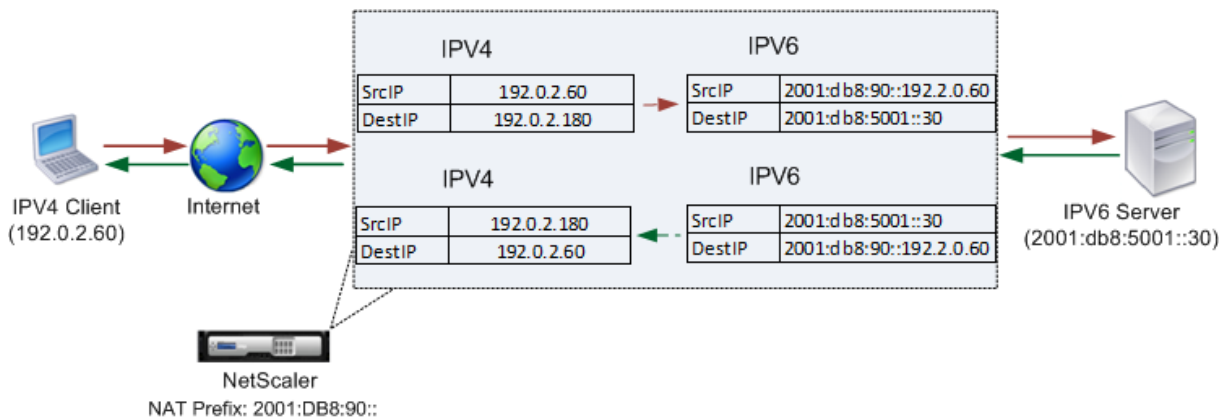 IPV4
IPV6
SrcIP 192.0.2.60
DestIP 192.0.2.180
SrcIP 2001:db8:90::192.2.0.60
DestIP 2001:db8:5001::30
IPV4
IPV6
SrcIP 192.0.2.180
DestIP 192.0.2.60
SrcIP 2001:db8:5001::30
DestIP 2001:db8:90::192.2.0.60
IPV4 Client
(192.0.2.60)
Internet
IPV6 Server
(2001:db8:5001::30)
NetScaler
NAT Prefix: 2001:DB8:90::